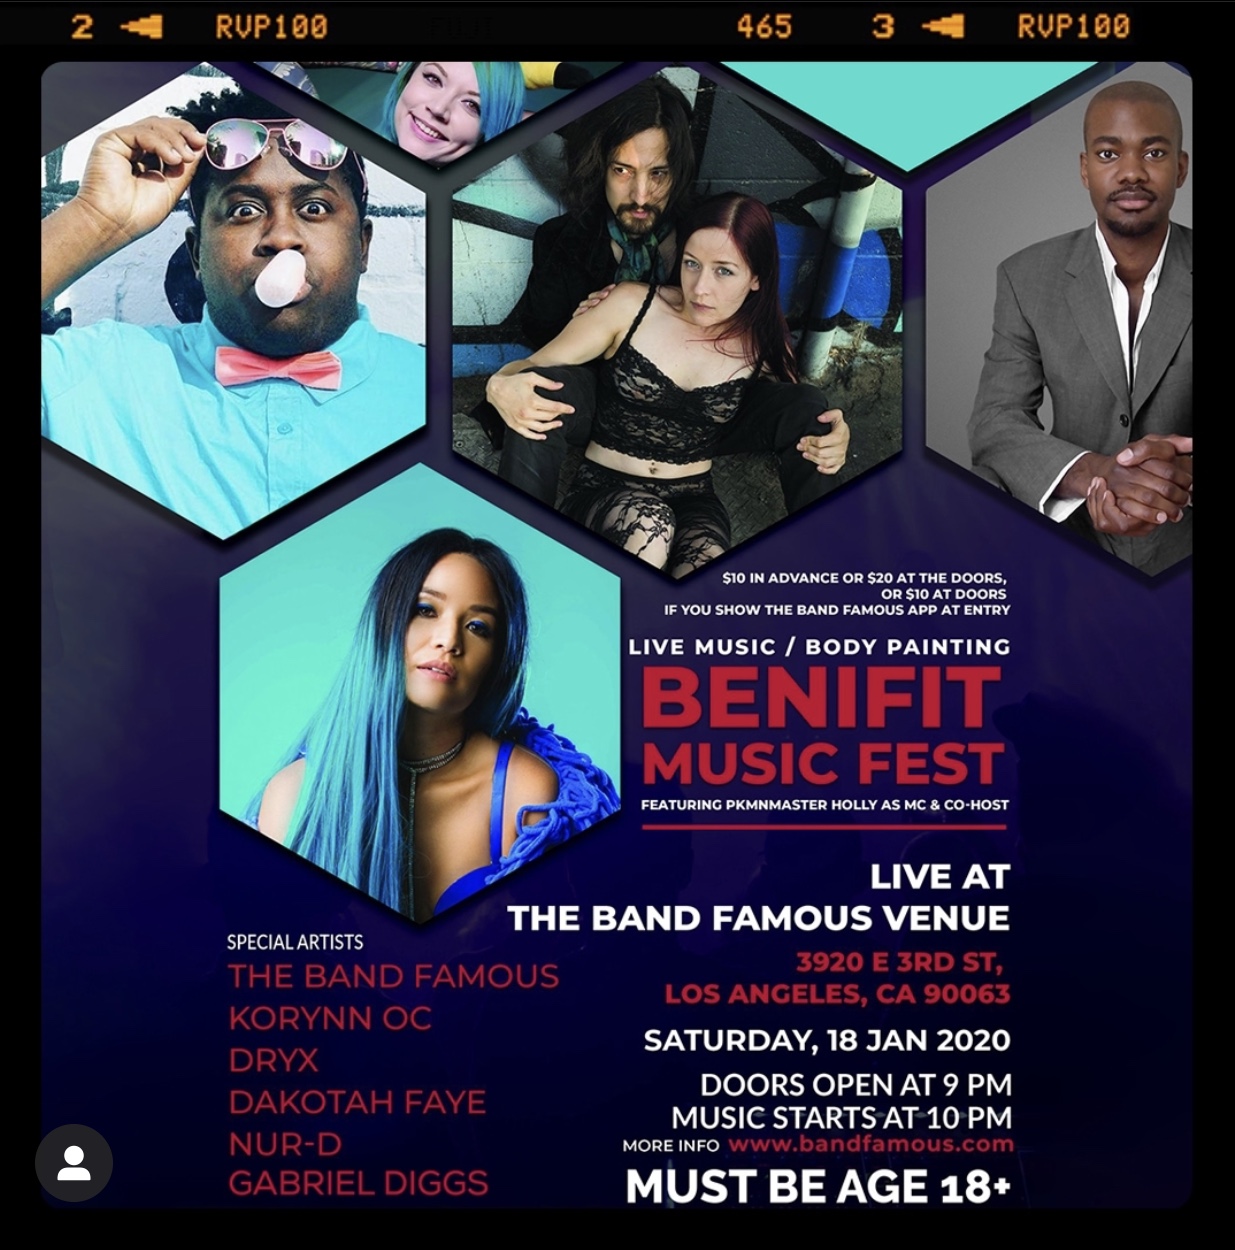 2 RVP100 465 3 RVP100
$10 IN ADVANCE OR $20 AT THE DOORS,
OR $10 AT DOORS
IF YOU SHOW THE BAND FAMOUS APP AT ENTRY
LIVE MUSIC / BODY PAINTING
BENIFIT
MUSIC FEST
FEATURING PKMNMASTER HOLLY AS MC & CO-HOST
LIVE AT
THE BAND FAMOUS VENUE
3920 E 3RD ST,
LOS ANGELES, CA 90063
SATURDAY, 18 JAN 2020
DOORS OPEN AT 9 PM
MUSIC STARTS AT 10 PM
MORE INFO www.bandfamous.com
MUST BE AGE 18+
SPECIAL ARTISTS
THE BAND FAMOUS
KORYNN OC
DRYX
DAKOTAH FAYE
NUR-D
GABRIEL DIGGS